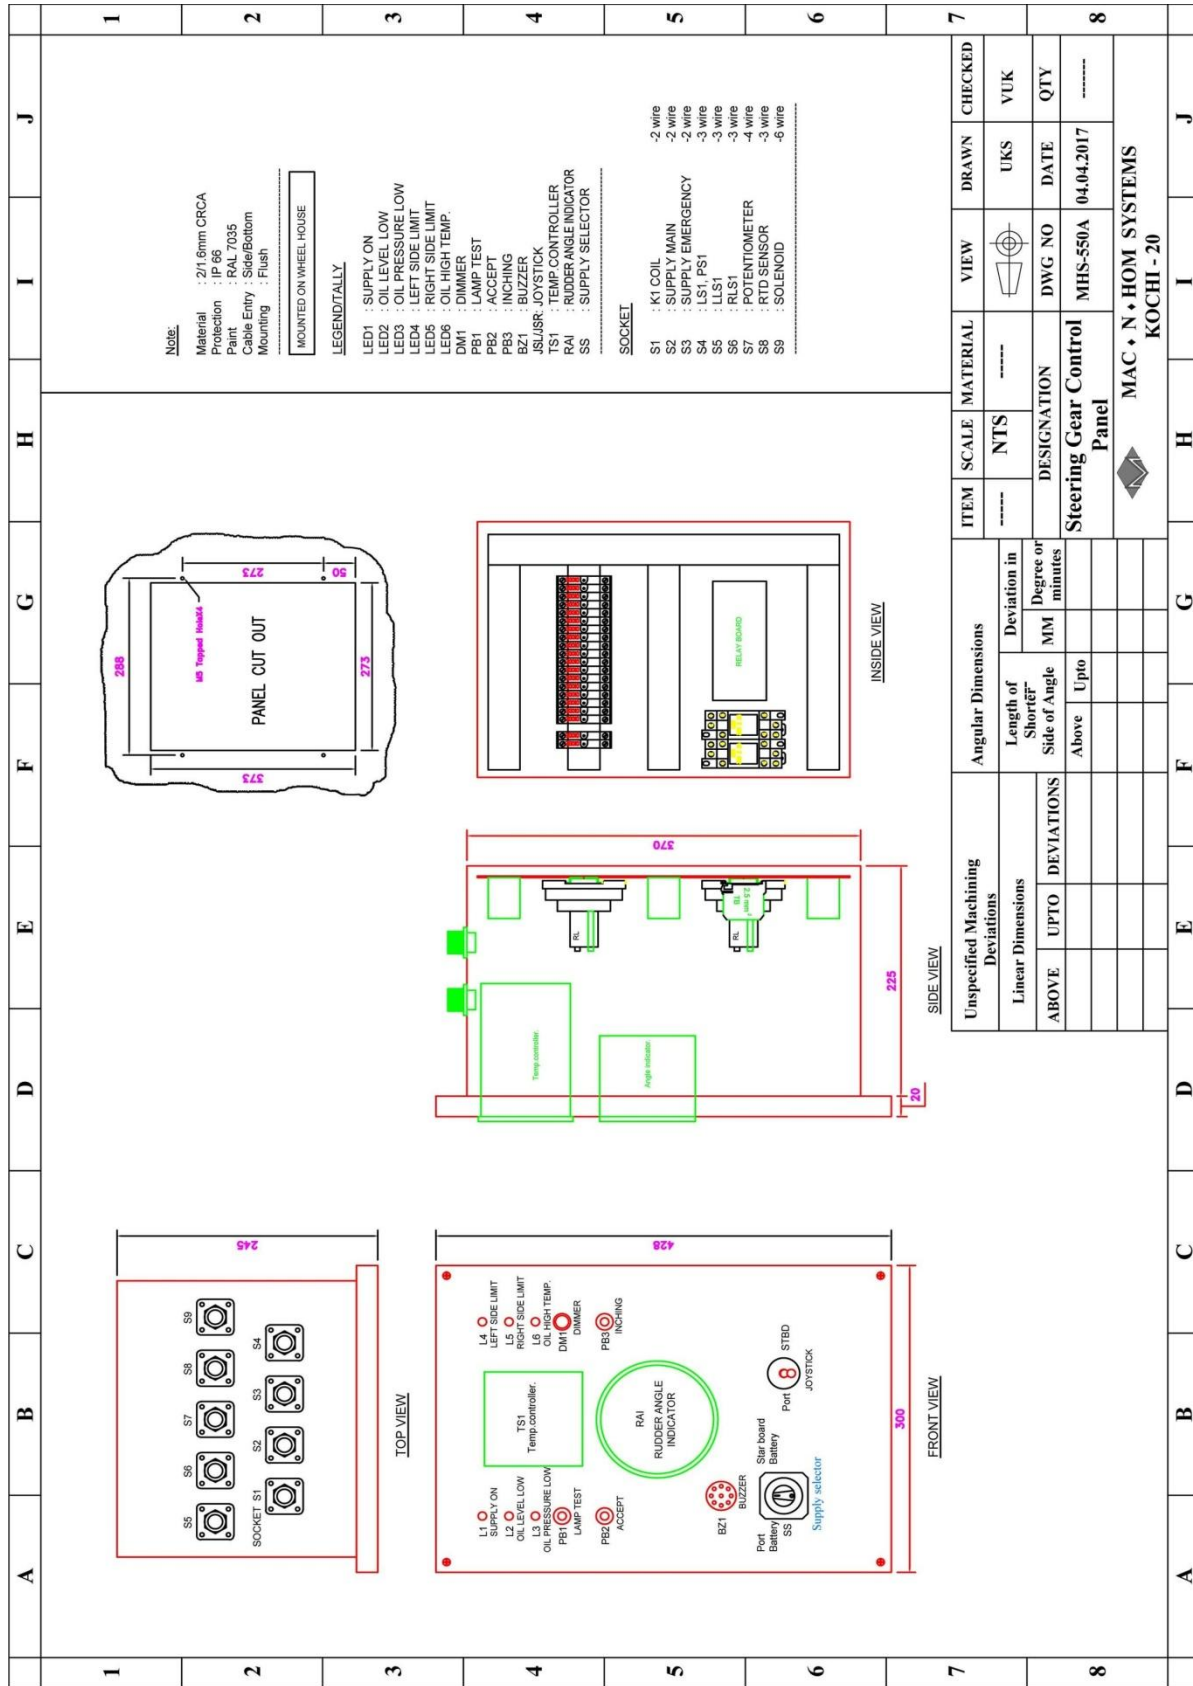 A B C D E F G H I J
1
2
3
4
5
6
7
8
SOCKET S1 S2 S3 S4
S5 S6 S7 S8 S9
245
TOP VIEW
L1
SUPPLY ON
L2
OIL LEVEL LOW
L3
OIL PRESSURE LOW
PB1
LAMP TEST
PB2
ACCEPT
TS1
Temp.controller.
L4
LEFT SIDE LIMIT
L5
RIGHT SIDE LIMIT
L6
OIL HIGH TEMP.
DM1
DIMMER
PB3
INCHING
RAI
RUDDER ANGLE
INDICATOR
BZ1
BUZZER
Port
Battery
SS
Star board
Battery
Supply selector
Port
STBD
JOYSTICK
428
300
FRONT VIEW
Temp.controller.
Angle indicator.
RL
RL
TB
2.5 mm²
370
225
20
SIDE VIEW
288
M5 Tapped HoleX4
PANEL CUT OUT
373
273
273
50
RELAY BOARD
INSIDE VIEW
Note:
Material : 2/1.6mm CRCA
Protection : IP 66
Paint : RAL 7035
Cable Entry : Side/Bottom
Mounting : Flush
MOUNTED ON WHEEL HOUSE
LEGEND/TALLY
LED1 : SUPPLY ON
LED2 : OIL LEVEL LOW
LED3 : OIL PRESSURE LOW
LED4 : LEFT SIDE LIMIT
LED5 : RIGHT SIDE LIMIT
LED6 : OIL HIGH TEMP.
DM1 : DIMMER
PB1 : LAMP TEST
PB2 : ACCEPT
PB3 : INCHING
BZ1 : BUZZER
JSL/JSR: JOYSTICK
TS1 : TEMP.CONTROLLER
RAI : RUDDER ANGLE INDICATOR
SS : SUPPLY SELECTOR
SOCKET
S1 : K1 COIL -2 wire
S2 : SUPPLY MAIN -2 wire
S3 : SUPPLY EMERGENCY -2 wire
S4 : LS1, PS1 -3 wire
S5 : LLS1 -3 wire
S6 : RLS1 -3 wire
S7 : POTENTIOMETER -4 wire
S8 : RTD SENSOR -3 wire
S9 : SOLENOID -6 wire
Unspecified Machining
Deviations
Linear Dimensions
ABOVE UPTO DEVIATIONS
Angular Dimensions
Length of
Shorter
Side of Angle
Above Upto
Deviation in
MM Degree or
minutes
ITEM SCALE MATERIAL VIEW DRAWN CHECKED
----- NTS ----- UKS VUK
DESIGNATION DWG NO DATE QTY
Steering Gear Control
Panel
MHS-550A 04.04.2017 -------
MAC ♦ N ♦ HOM SYSTEMS
KOCHI - 20
A B C D E F G H I J
1
2
3
4
5
6
7
8